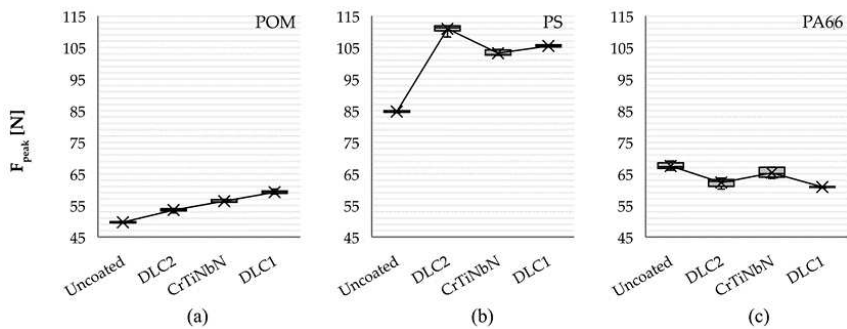 POM
F_peak [N]
115
105
95
85
75
65
55
45
Uncoated
DLC2
CrTiNbN
DLC1
(a)
PS
115
105
95
85
75
65
55
45
Uncoated
DLC2
CrTiNbN
DLC1
(b)
PA66
115
105
95
85
75
65
55
45
Uncoated
DLC2
CrTiNbN
DLC1
(c)